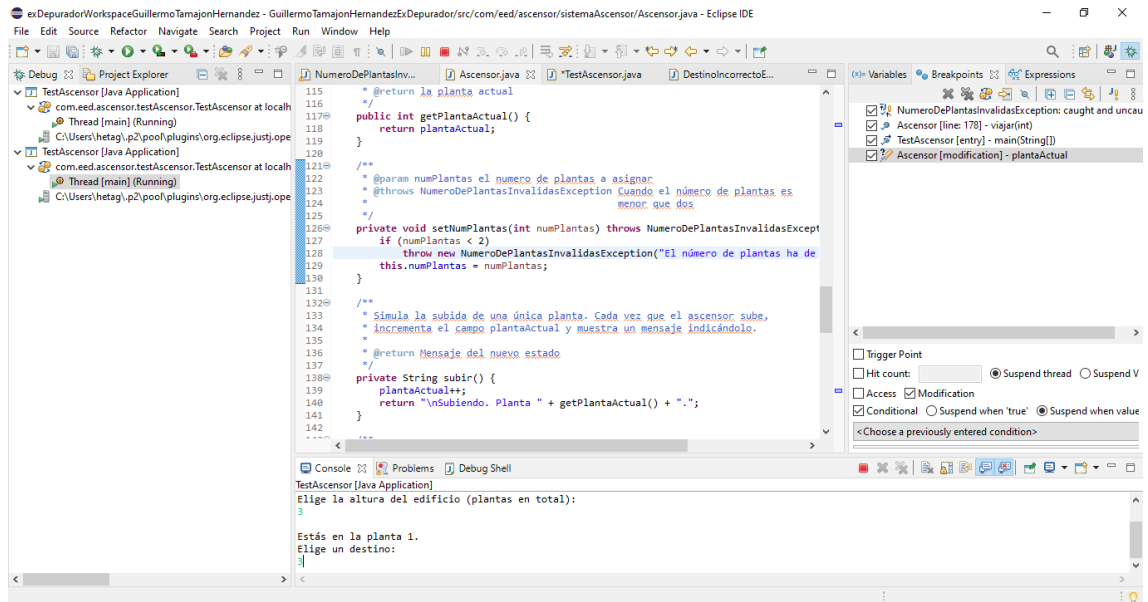 exDepuradorWorkspaceGuillermoTamajonHernandez - GuillermoTamajonHernandezExDepurador/src/com/eed/ascensor/sistemaAscensor/Ascensor.java - Eclipse IDE
File Edit Source Refactor Navigate Search Project Run Window Help
Debug Project Explorer
TestAscensor [Java Application]
com.eed.ascensor.testAscensor.TestAscensor at localh
Thread [main] (Running)
C:\Users\hetag\.p2\pool\plugins\org.eclipse.justj.ope
TestAscensor [Java Application]
com.eed.ascensor.testAscensor.TestAscensor at localh
Thread [main] (Running)
C:\Users\hetag\.p2\pool\plugins\org.eclipse.justj.ope
NumeroDePlantasInv... Ascensor.java *TestAscensor.java DestinoIncorrectoE...
115 * @return la planta actual
116 */
117 public int getPlantaActual() {
118 return plantaActual;
119 }
120
121 /**
122 * @param numPlantas el numero de plantas a asignar
123 * @throws NumeroDePlantasInvalidasException Cuando el número de plantas es
124 * menor que dos
125 */
126 private void setNumPlantas(int numPlantas) throws NumeroDePlantasInvalidasExcept
127 if (numPlantas < 2)
128 throw new NumeroDePlantasInvalidasException("El número de plantas ha de
129 this.numPlantas = numPlantas;
130 }
131
132 /**
133 * Simula la subida de una única planta. Cada vez que el ascensor sube,
134 * incrementa el campo plantaActual y muestra un mensaje indicándolo.
135 *
136 * @return Mensaje del nuevo estado
137 */
138 private String subir() {
139 plantaActual++;
140 return "\nSubiendo. Planta " + getPlantaActual() + ".";
141 }
142
(x)= Variables Breakpoints Expressions
NumeroDePlantasInvalidasException: caught and uncau
Ascensor [line: 178] - viajar(int)
TestAscensor [entry] - main(String[])
Ascensor [modification] - plantaActual
Trigger Point
Hit count: Suspend thread Suspend V
Access Modification
Conditional Suspend when 'true' Suspend when value
<Choose a previously entered condition>
Console Problems Debug Shell
TestAscensor [Java Application]
Elige la altura del edificio (plantas en total):
3
Estás en la planta 1.
Elige un destino:
3